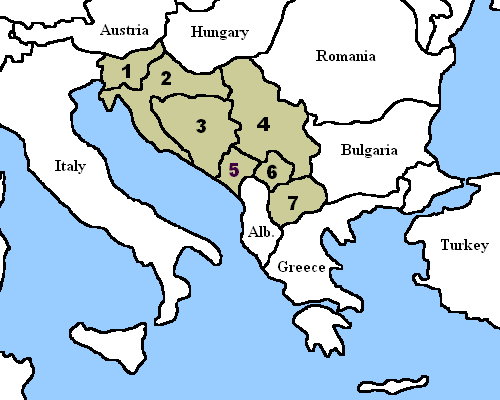 Austria
Hungary
Romania
1
2
3
4
Bulgaria
Italy
5
6
7
Alb.
Turkey
Greece